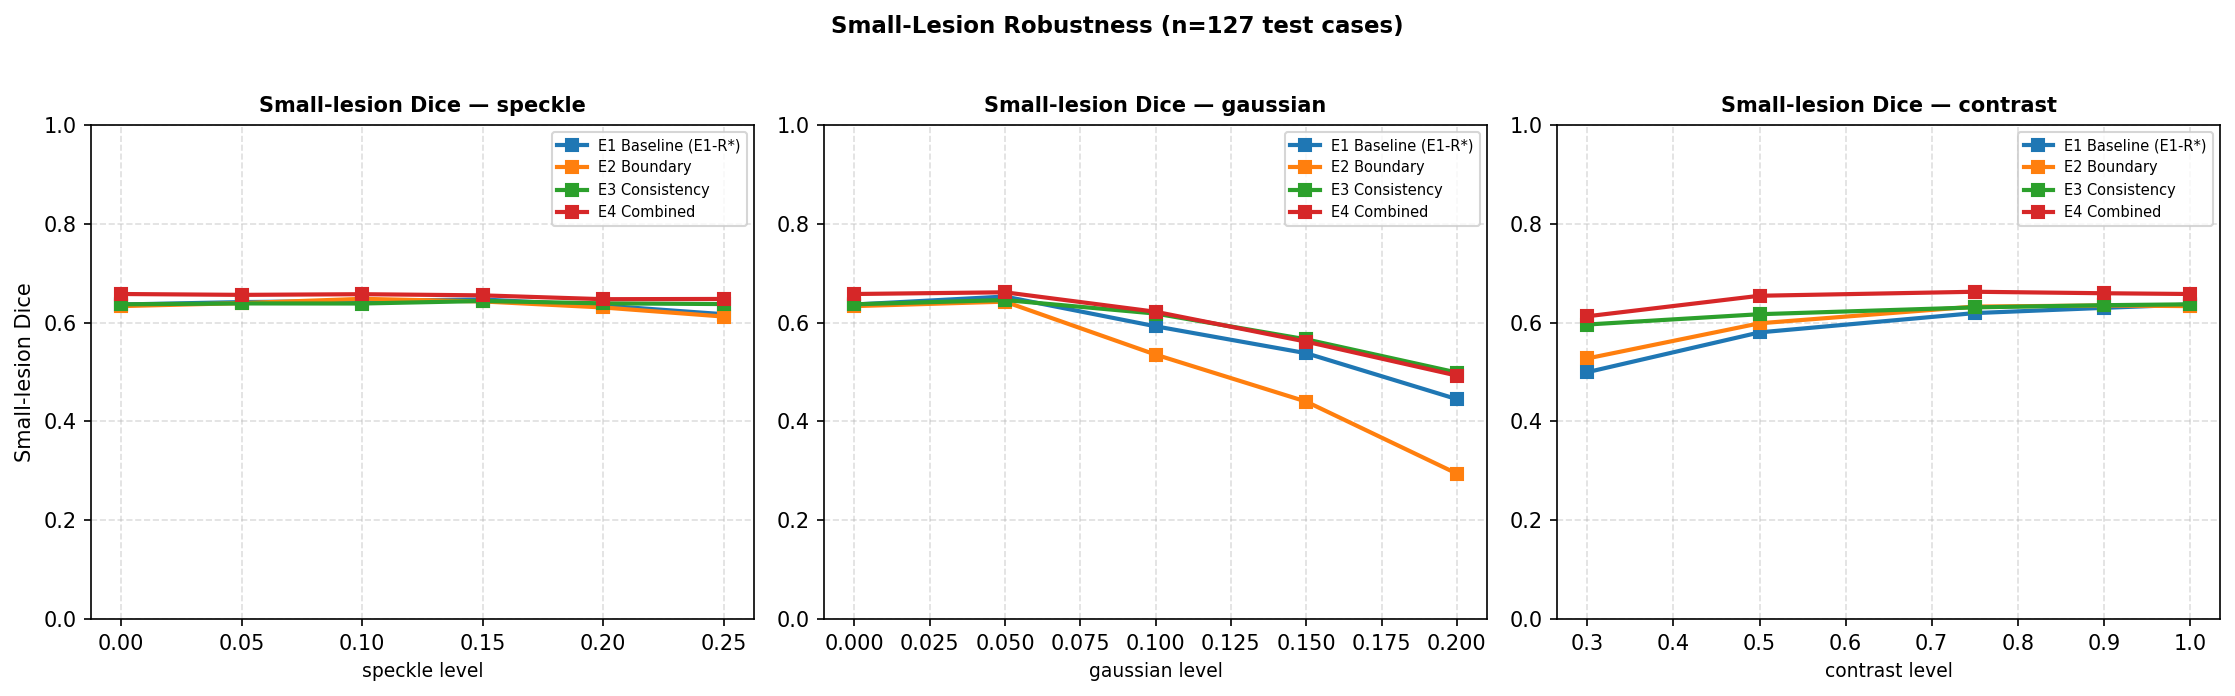 Small-Lesion Robustness (n=127 test cases)
Small-lesion Dice — speckle
Small-lesion Dice
1.0
0.8
0.6
0.4
0.2
0.0
E1 Baseline (E1-R*)
E2 Boundary
E3 Consistency
E4 Combined
0.00 0.05 0.10 0.15 0.20 0.25
speckle level
Small-lesion Dice — gaussian
1.0
0.8
0.6
0.4
0.2
0.0
E1 Baseline (E1-R*)
E2 Boundary
E3 Consistency
E4 Combined
0.000 0.025 0.050 0.075 0.100 0.125 0.150 0.175 0.200
gaussian level
Small-lesion Dice — contrast
1.0
0.8
0.6
0.4
0.2
0.0
E1 Baseline (E1-R*)
E2 Boundary
E3 Consistency
E4 Combined
0.3 0.4 0.5 0.6 0.7 0.8 0.9 1.0
contrast level